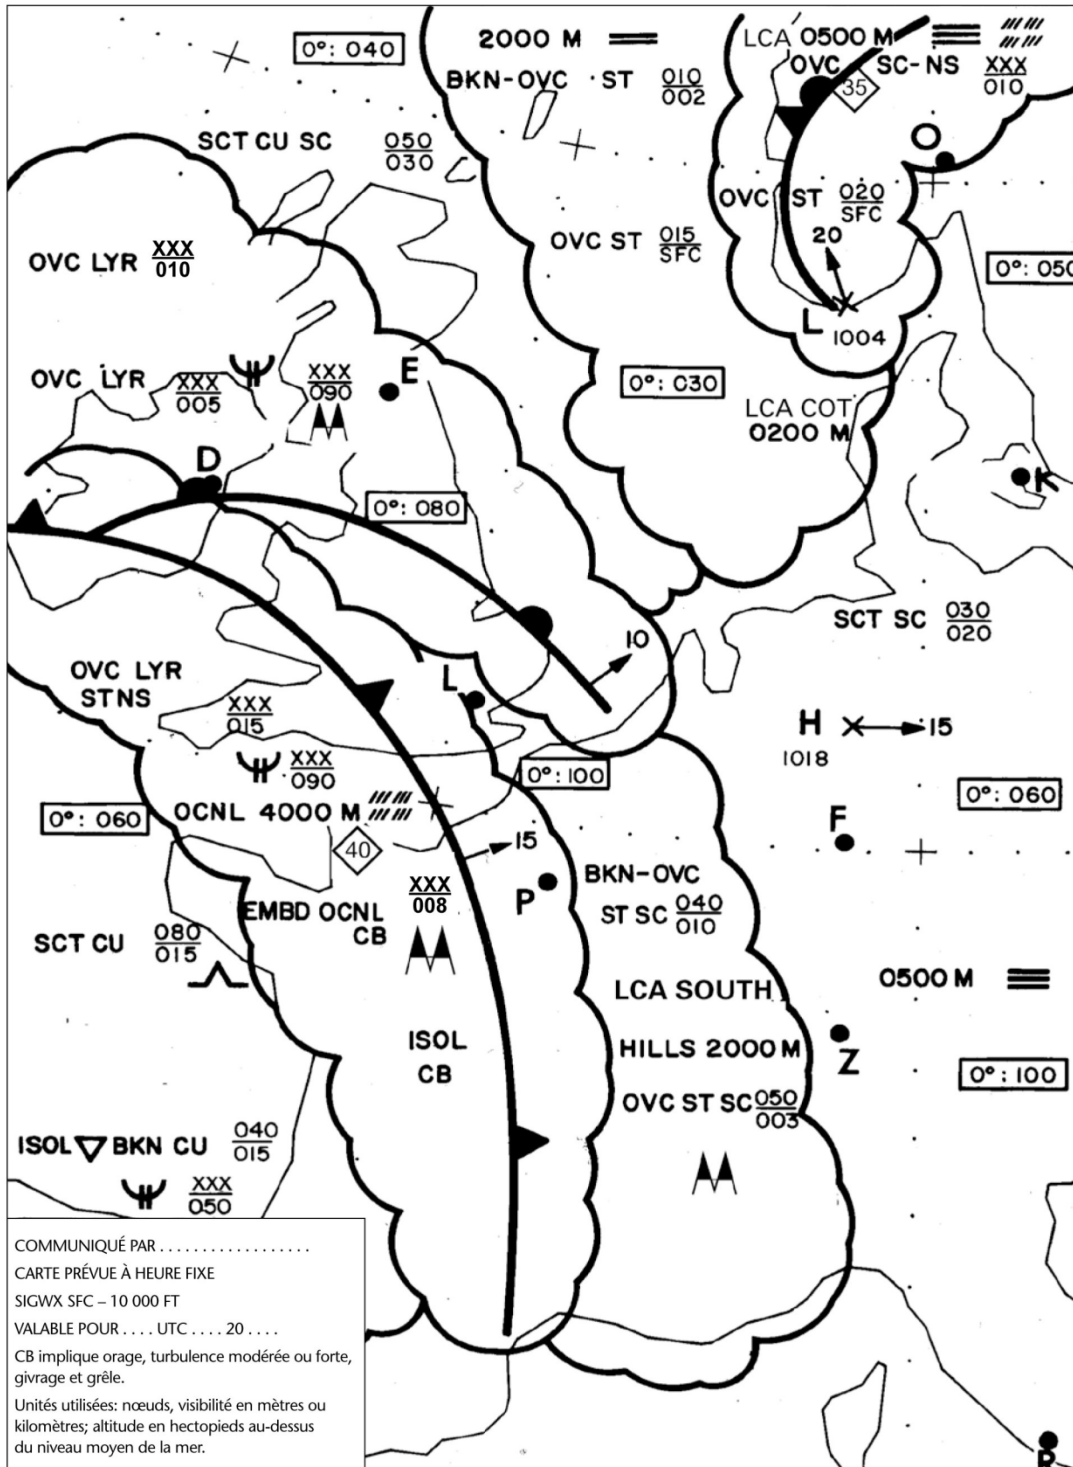 0°: 040
2000 M
LCA 0500 M
BKN-OVC ST 010
002
OVC SC-NS XXX
010
35
SCT CU SC 050
030
O
OVC ST 020
SFC
OVC LYR XXX
010
OVC ST 015
SFC
20
0°: 050
L
1004
OVC LYR XXX
005
XXX
090
E
0°: 030
LCA COT
0200 M
D
K
0°: 080
SCT SC 030
020
10
OVC LYR
STNS
L
XXX
015
H
1018
15
XXX
090
0°: 100
0°: 060
OCNL 4000 M
0°: 060
F
40
15
BKN-OVC
XXX
008
P
ST SC 040
010
EMBD OCNL
CB
SCT CU 080
015
0500 M
LCA SOUTH
ISOL
CB
HILLS 2000 M
Z
0°: 100
OVC ST SC 050
003
ISOL BKN CU 040
015
XXX
050
COMMUNIQUÉ PAR . . . . . . . . . . . . . . . . . .
CARTE PRÉVUE À HEURE FIXE
SIGWX SFC – 10 000 FT
VALABLE POUR . . . . UTC . . . . 20 . . . .
CB implique orage, turbulence modérée ou forte,
givrage et grêle.
Unités utilisées: nœuds, visibilité en mètres ou
kilomètres; altitude en hectopieds au-dessus
du niveau moyen de la mer.
R